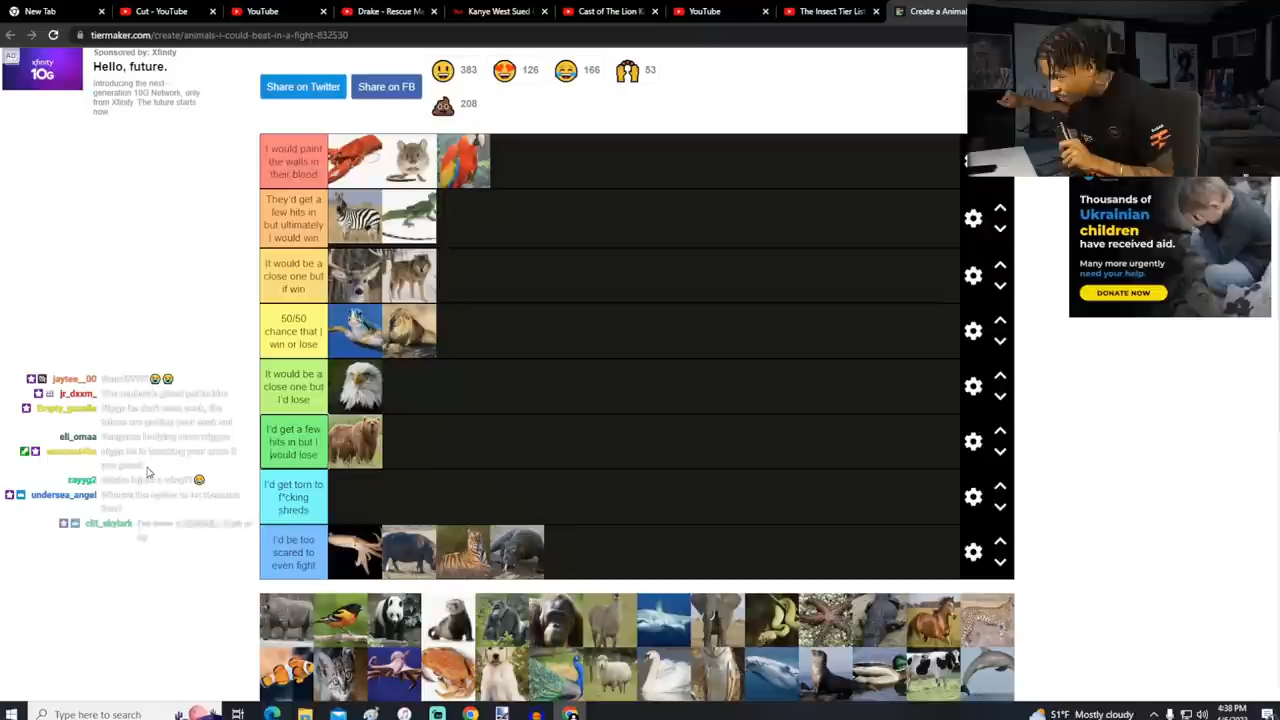 New Tab
Cut - YouTube
YouTube
Drake - Rescue M
Kanye West Sued
Cast of The Lion K
YouTube
The Insect Tier List
Create a Animal
tiermaker.com/create/animals-i-could-beat-in-a-fight-832530
AD
xfinity
10G
Sponsored by: Xfinity
Hello, future.
Introducing the next-
generation 10G Network, only
from Xfinity. The future starts
now.
Share on Twitter
Share on FB
383
126
166
53
208
I would paint
the walls in
their blood
They'd get a
few hits in
but ultimately
I would win
It would be a
close one but
if win
50/50
chance that I
win or lose
It would be a
close one but
I'd lose
I'd get a few
hits in but I
would lose
I'd get torn to
f*cking
shreds
I'd be too
scared to
even fight
Thousands of
Ukrainian
children
have received aid.
Many more urgently
need your help.
DONATE NOW
jaytee__00
jr_dxxm_
Empty_gazelle
eli_omaa
rayyg2
undersea_angel
clit_skylark
Type here to search
51°F Mostly cloudy
4:38 PM